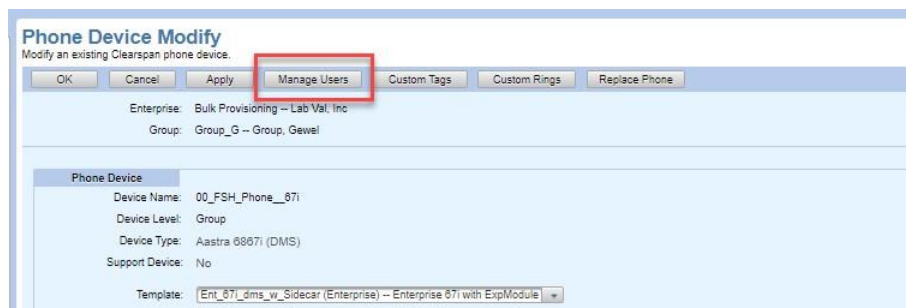 Phone Device Modify
Modify an existing Clearspan phone device.
OK Cancel Apply Manage Users Custom Tags Custom Rings Replace Phone
Enterprise: Bulk Provisioning -- Lab Val, Inc
Group: Group_G -- Group, Gewel
Phone Device
Device Name: 00_FSH_Phone__67i
Device Level: Group
Device Type: Aastra 6867i (DMS)
Support Device: No
Template: Ent_67i_dms_w_Sidecar (Enterprise) -- Enterprise 67i with ExpModule